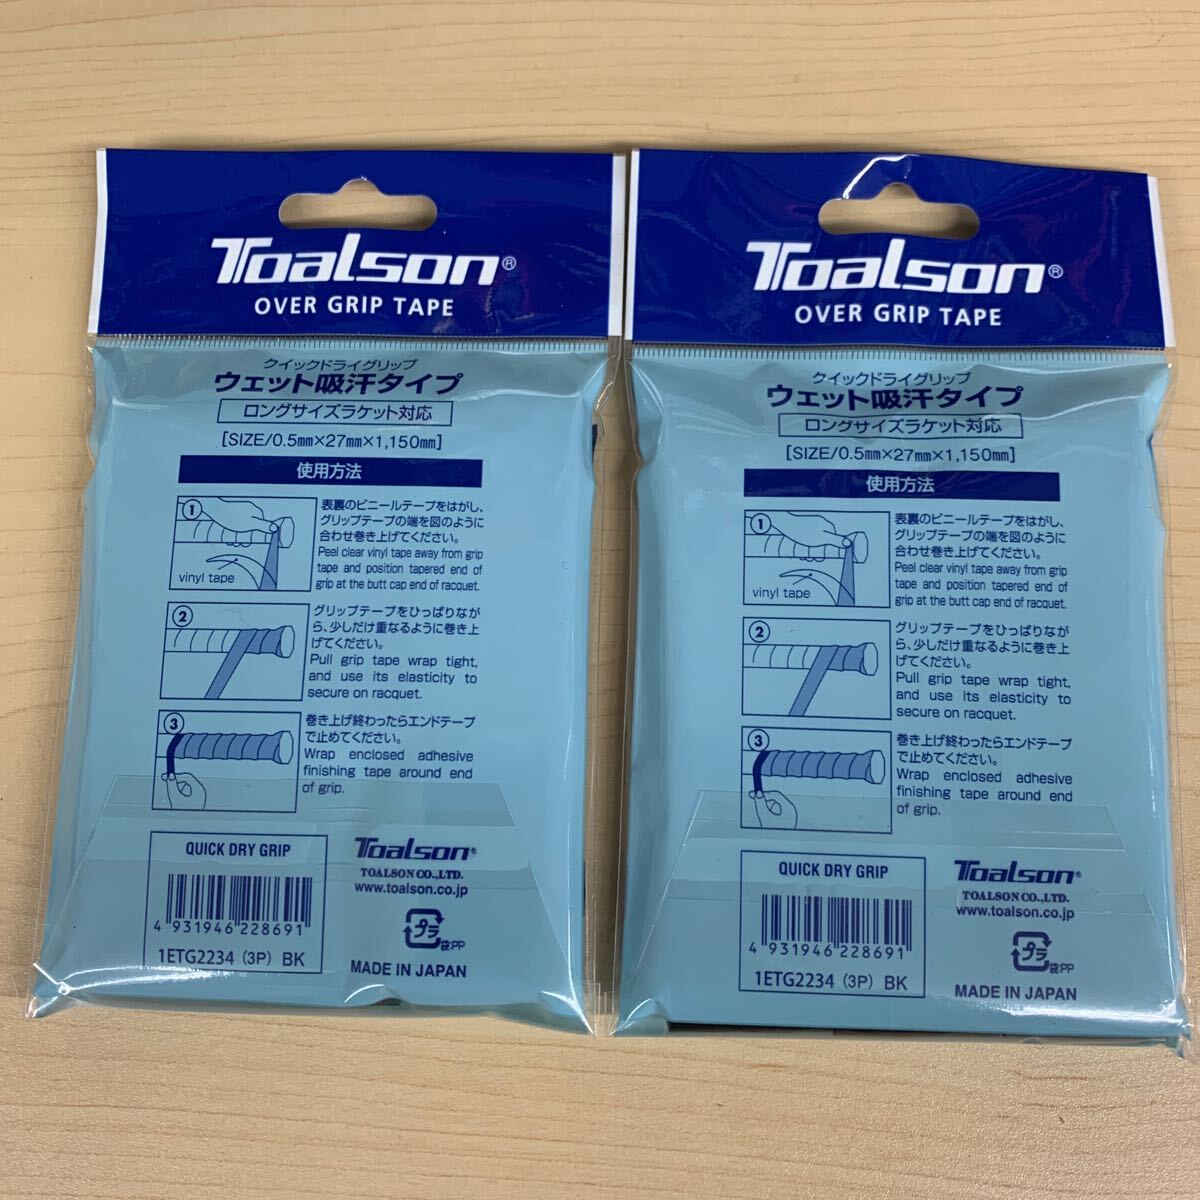 Toalson®
OVER GRIP TAPE
クイックドライグリップ
ウェット吸汗タイプ
ロングサイズラケット対応
[SIZE/0.5mm×27mm×1,150mm]
使用方法
1
vinyl tape
表裏のビニールテープをはがし、
グリップテープの端を図のように
合わせ巻き上げてください。
Peel clear vinyl tape away from grip
tape and position tapered end of
grip at the butt cap end of racquet.
2
グリップテープをひっぱりなが
ら、少しだけ重なるように巻き上
げてください。
Pull grip tape wrap tight,
and use its elasticity to
secure on racquet.
3
巻き上げ終わったらエンドテープ
で止めてください。
Wrap enclosed adhesive
finishing tape around end
of grip.
QUICK DRY GRIP
4 931946 228691
1ETG2234 (3P) BK
Toalson®
TOALSON CO.,LTD.
www.toalson.co.jp
プラ
袋:PP
MADE IN JAPAN
Toalson®
OVER GRIP TAPE
クイックドライグリップ
ウェット吸汗タイプ
ロングサイズラケット対応
[SIZE/0.5mm×27mm×1,150mm]
使用方法
1
vinyl tape
表裏のビニールテープをはがし、
グリップテープの端を図のように
合わせ巻き上げてください。
Peel clear vinyl tape away from grip
tape and position tapered end of
grip at the butt cap end of racquet.
2
グリップテープをひっぱりなが
ら、少しだけ重なるように巻き上
げてください。
Pull grip tape wrap tight,
and use its elasticity to
secure on racquet.
3
巻き上げ終わったらエンドテープ
で止めてください。
Wrap enclosed adhesive
finishing tape around end
of grip.
QUICK DRY GRIP
4 931946 228691
1ETG2234 (3P) BK
Toalson®
TOALSON CO.,LTD.
www.toalson.co.jp
プラ
袋:PP
MADE IN JAPAN